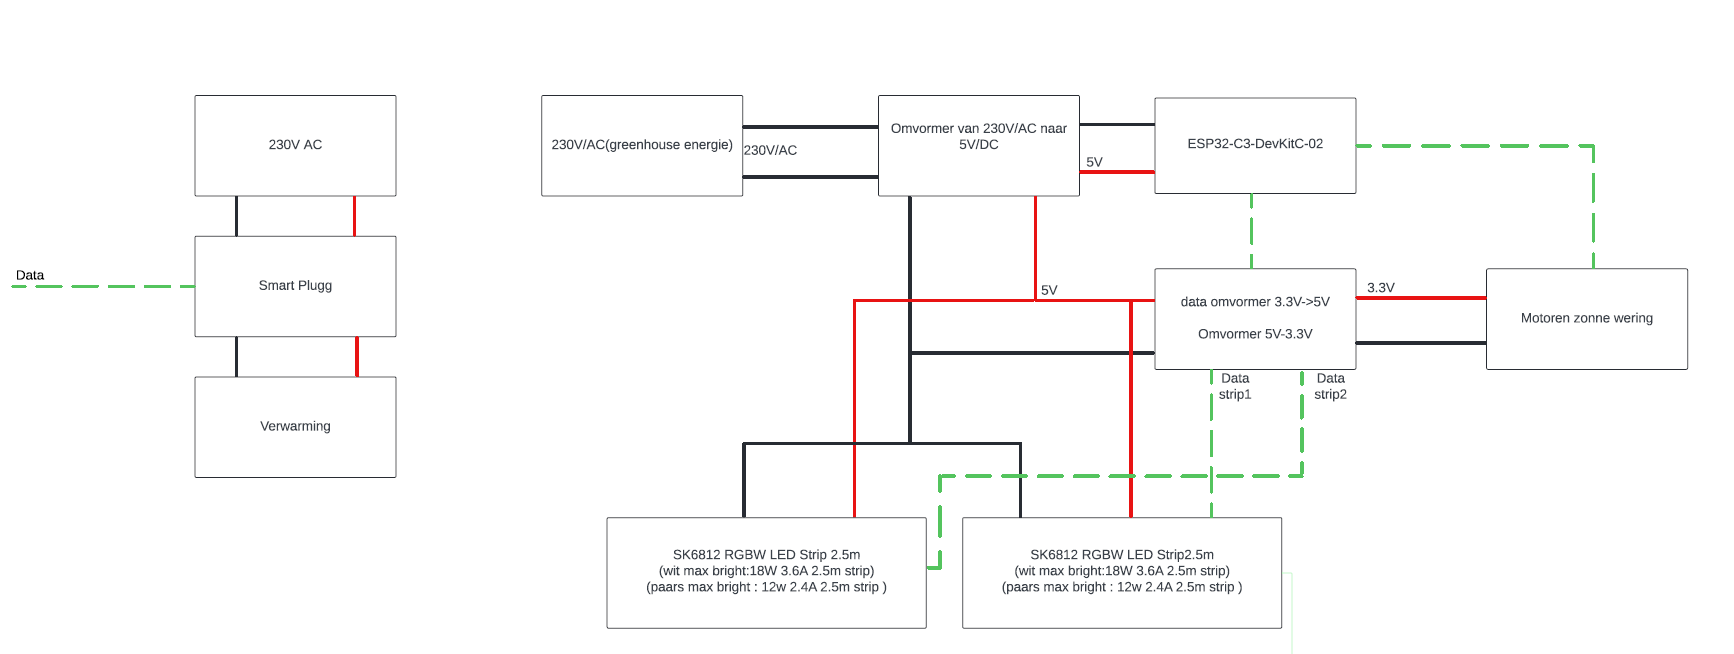 230V AC
Data
Smart Plugg
Verwarming
230V/AC(greenhouse energie)
230V/AC
Omvormer van 230V/AC naar
5V/DC
5V
ESP32-C3-DevKitC-02
5V
data omvormer 3.3V->5V
Omvormer 5V-3.3V
3.3V
Motoren zonne wering
Data
strip1
Data
strip2
SK6812 RGBW LED Strip 2.5m
(wit max bright:18W 3.6A 2.5m strip)
(paars max bright : 12w 2.4A 2.5m strip )
SK6812 RGBW LED Strip2.5m
(wit max bright:18W 3.6A 2.5m strip)
(paars max bright : 12w 2.4A 2.5m strip )